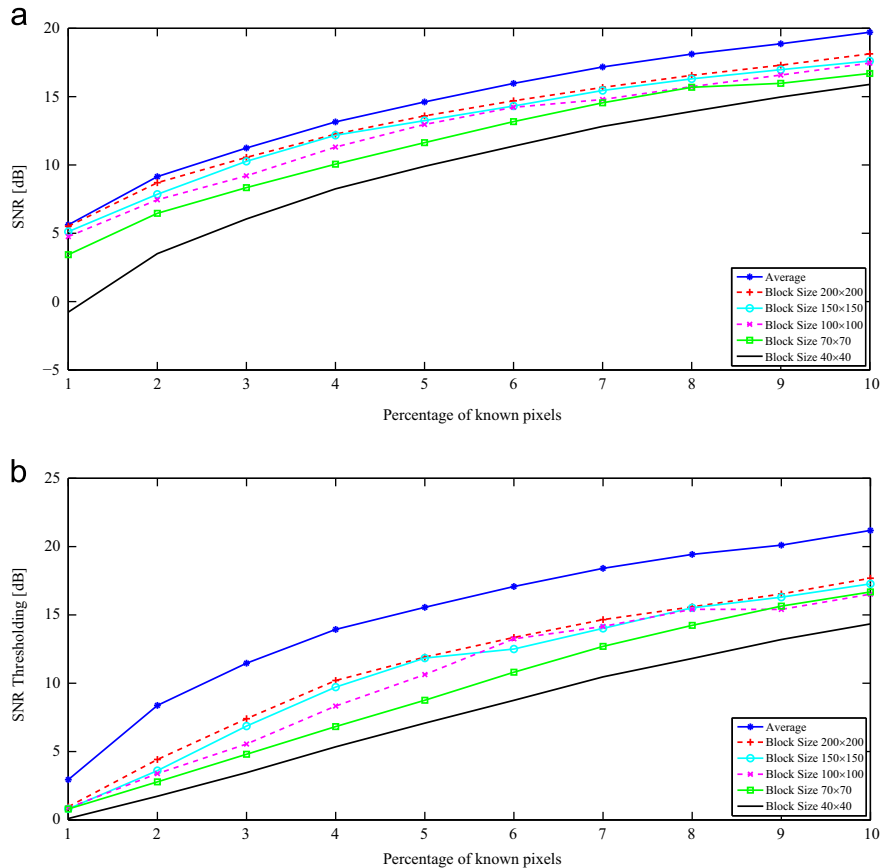 a
20
15
10
5
0
−5
SNR [dB]
Average
Block Size 200×200
Block Size 150×150
Block Size 100×100
Block Size 70×70
Block Size 40×40
1 2 3 4 5 6 7 8 9 10
Percentage of known pixels
b
25
20
15
10
5
0
SNR Thresholding [dB]
Average
Block Size 200×200
Block Size 150×150
Block Size 100×100
Block Size 70×70
Block Size 40×40
1 2 3 4 5 6 7 8 9 10
Percentage of known pixels